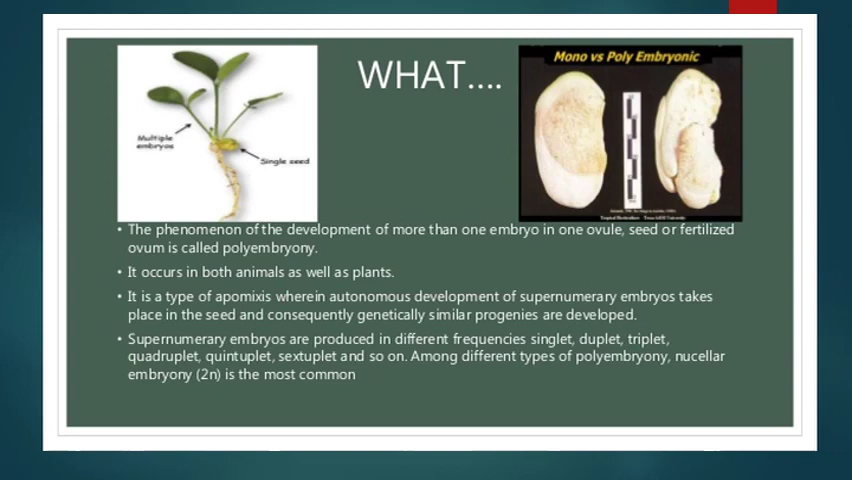 WHAT....
Multiple
embryos
Single seed
Mono vs Poly Embryonic
Tropical Horticulture Texas A&M University
• The phenomenon of the development of more than one embryo in one ovule, seed or fertilized
ovum is called polyembryony.
• It occurs in both animals as well as plants.
• It is a type of apomixis wherein autonomous development of supernumerary embryos takes
place in the seed and consequently genetically similar progenies are developed.
• Supernumerary embryos are produced in different frequencies singlet, duplet, triplet,
quadruplet, quintuplet, sextuplet and so on. Among different types of polyembryony, nucellar
embryony (2n) is the most common